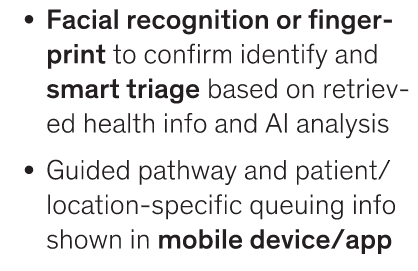 • Facial recognition or finger-
print to confirm identify and
smart triage based on retriev-
ed health info and AI analysis
• Guided pathway and patient/
location-specific queuing info
shown in mobile device/app